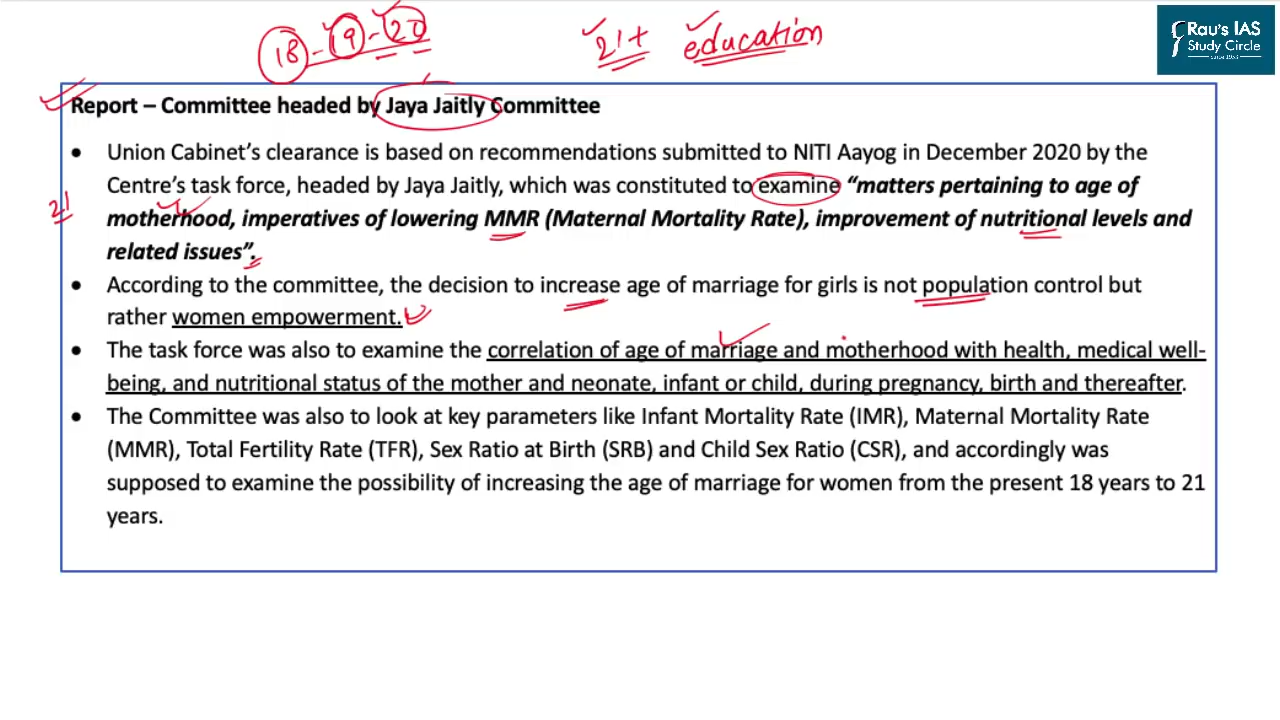 18 - 19 - 20
21+ education
Rau's IAS
Study Circle
SINCE 1953
Report – Committee headed by Jaya Jaitly Committee
• Union Cabinet's clearance is based on recommendations submitted to NITI Aayog in December 2020 by the
Centre's task force, headed by Jaya Jaitly, which was constituted to examine "matters pertaining to age of
21
motherhood, imperatives of lowering MMR (Maternal Mortality Rate), improvement of nutritional levels and
related issues".
• According to the committee, the decision to increase age of marriage for girls is not population control but
rather women empowerment.
• The task force was also to examine the correlation of age of marriage and motherhood with health, medical well-
being, and nutritional status of the mother and neonate, infant or child, during pregnancy, birth and thereafter.
• The Committee was also to look at key parameters like Infant Mortality Rate (IMR), Maternal Mortality Rate
(MMR), Total Fertility Rate (TFR), Sex Ratio at Birth (SRB) and Child Sex Ratio (CSR), and accordingly was
supposed to examine the possibility of increasing the age of marriage for women from the present 18 years to 21
years.